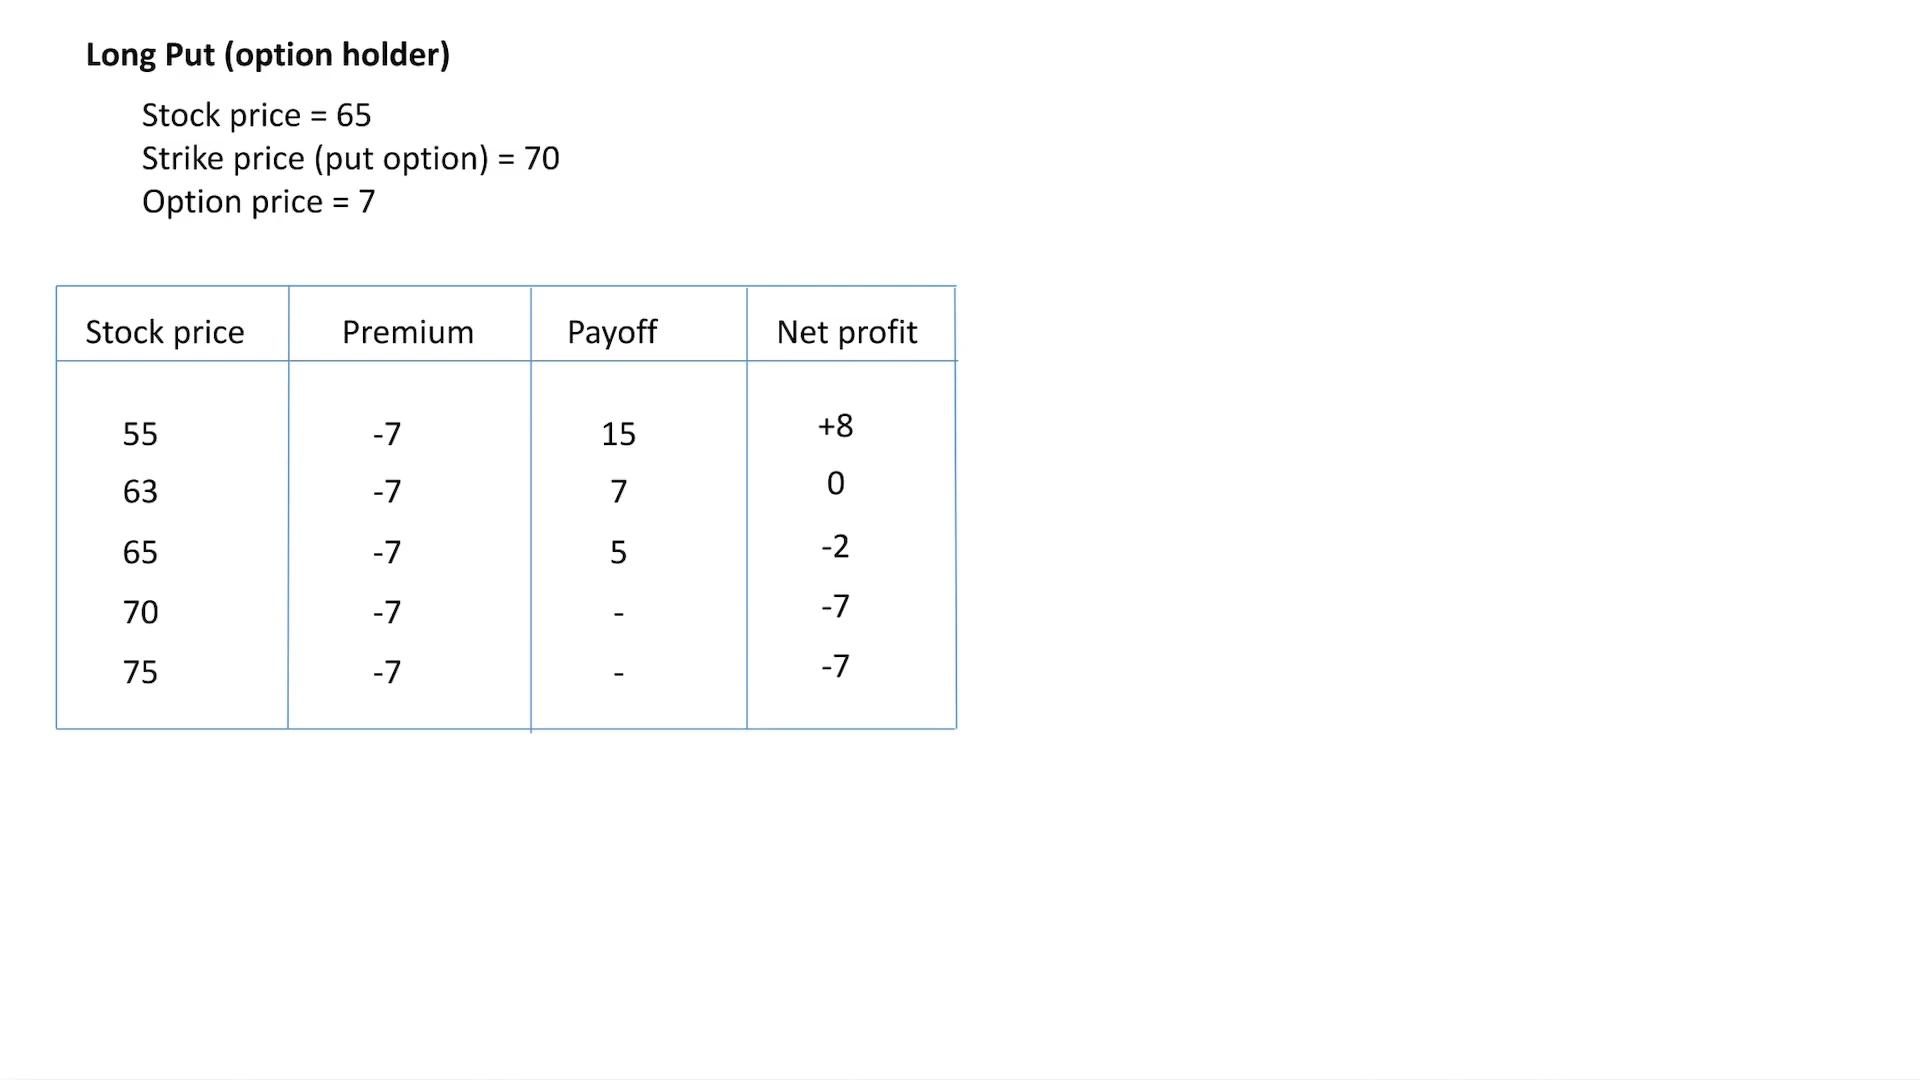 Long Put (option holder)
Stock price = 65
Strike price (put option) = 70
Option price = 7
Stock price Premium Payoff Net profit
55 -7 15 +8
63 -7 7 0
65 -7 5 -2
70 -7 - -7
75 -7 - -7